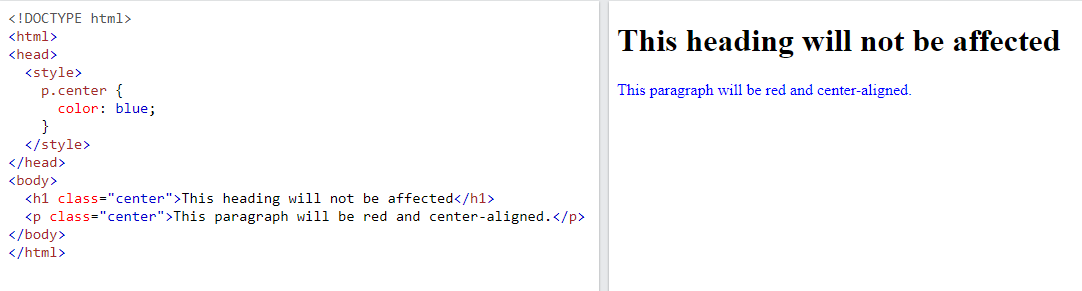 <!DOCTYPE html>
<html>
<head>
  <style>
    p.center {
      color: blue;
    }
  </style>
</head>
<body>
  <h1 class="center">This heading will not be affected</h1>
  <p class="center">This paragraph will be red and center-aligned.</p>
</body>
</html>
This heading will not be affected
This paragraph will be red and center-aligned.